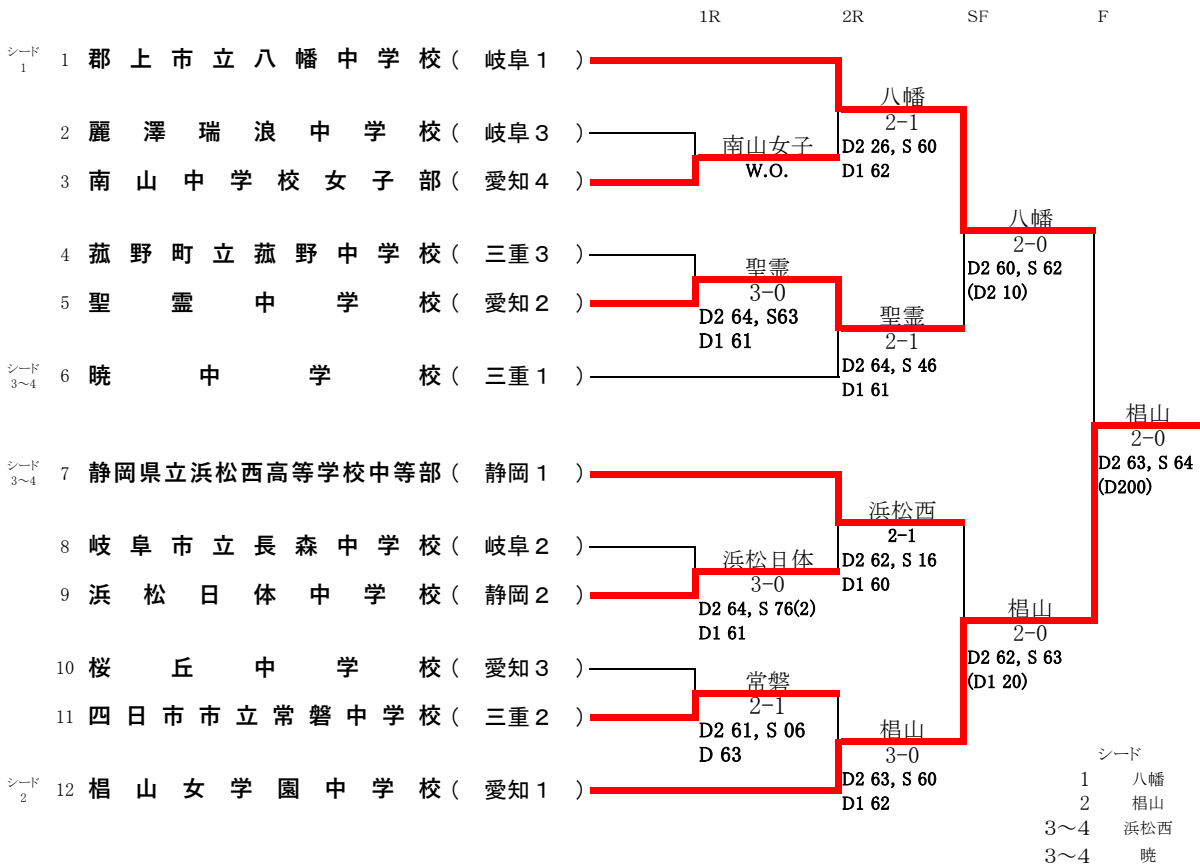 1R 2R SF F
シード 1 1 郡上市立八幡中学校 ( 岐阜1 )
八幡
2-1
2 麗澤瑞浪中学校 ( 岐阜3 )
南山女子
D2 26, S 60
W.O.
D1 62
3 南山中学校女子部 ( 愛知4 )
八幡
2-0
4 菰野町立菰野中学校 ( 三重3 )
聖霊
D2 60, S 62
3-0
(D2 10)
5 聖霊中学校 ( 愛知2 )
D2 64, S63
聖霊
D1 61
2-1
D2 64, S 46
シード 3~4 6 暁中学校 ( 三重1 )
D1 61
椙山
2-0
D2 63, S 64
シード 3~4 7 静岡県立浜松西高等学校中等部 ( 静岡1 )
(D200)
浜松西
2-1
8 岐阜市立長森中学校 ( 岐阜2 )
浜松日体
D2 62, S 16
3-0
D1 60
9 浜松日体中学校 ( 静岡2 )
D2 64, S 76(2)
椙山
D1 61
2-0
D2 62, S 63
10 桜丘中学校 ( 愛知3 )
常磐
(D1 20)
2-1
11 四日市市立常磐中学校 ( 三重2 )
D2 61, S 06
椙山
D 63
3-0
D2 63, S 60
シード 2 12 椙山女学園中学校 ( 愛知1 )
D1 62
シード
1 八幡
2 椙山
3~4 浜松西
3~4 暁